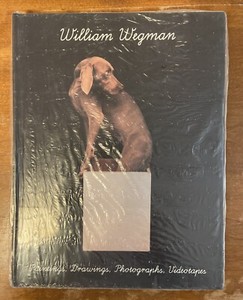 William Wegman
Paintings, Drawings, Photographs, Videotapes